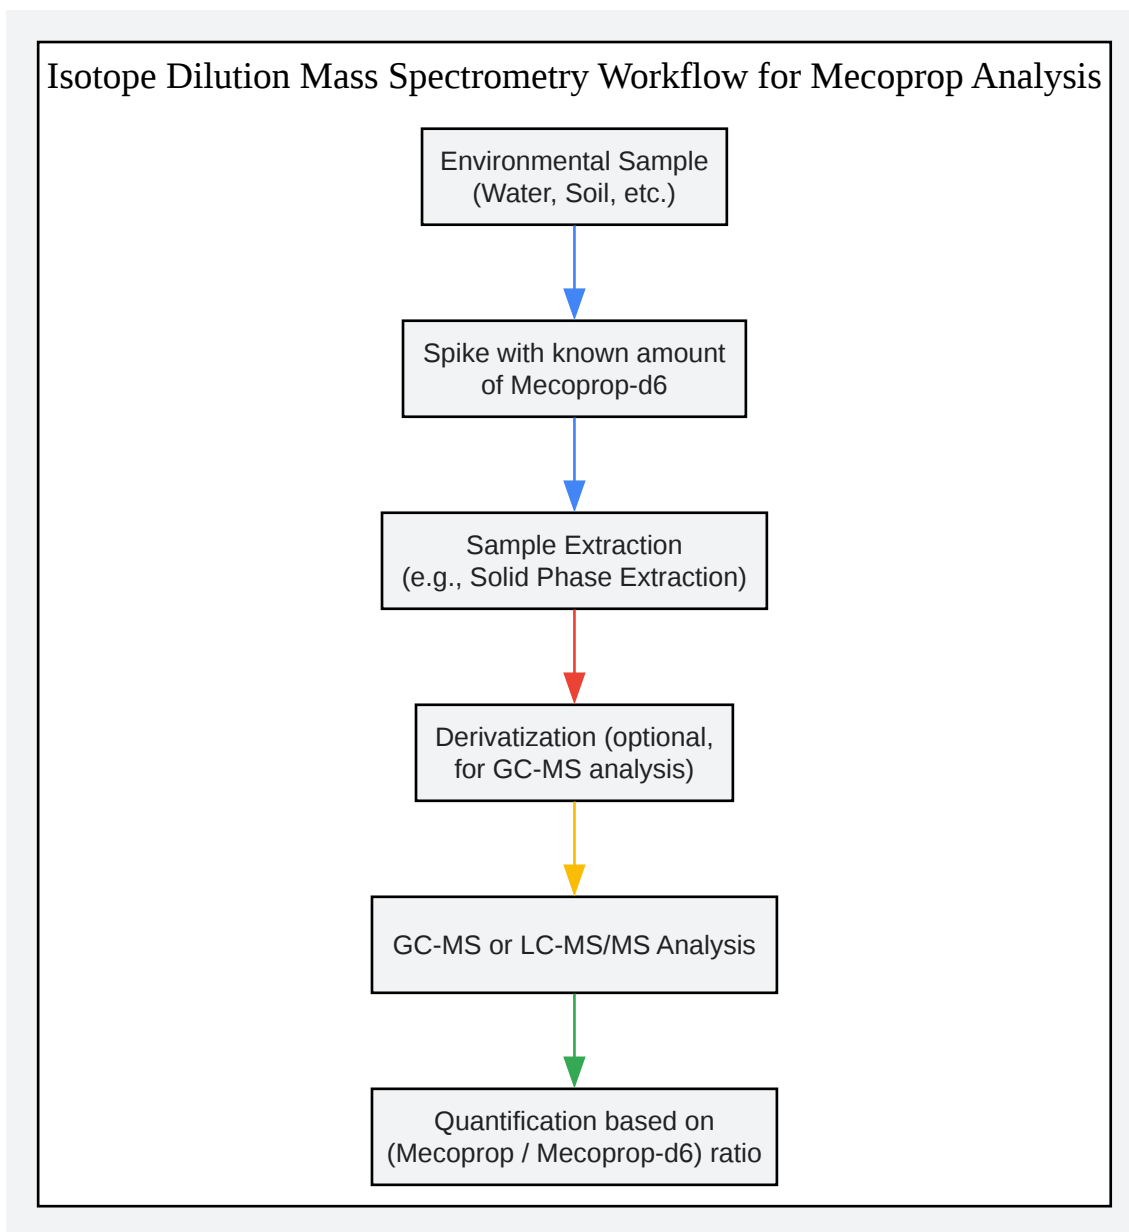 Isotope Dilution Mass Spectrometry Workflow for Mecoprop Analysis
Environmental Sample
(Water, Soil, etc.)
Spike with known amount
of Mecoprop-d6
Sample Extraction
(e.g., Solid Phase Extraction)
Derivatization (optional,
for GC-MS analysis)
GC-MS or LC-MS/MS Analysis
Quantification based on
(Mecoprop / Mecoprop-d6) ratio